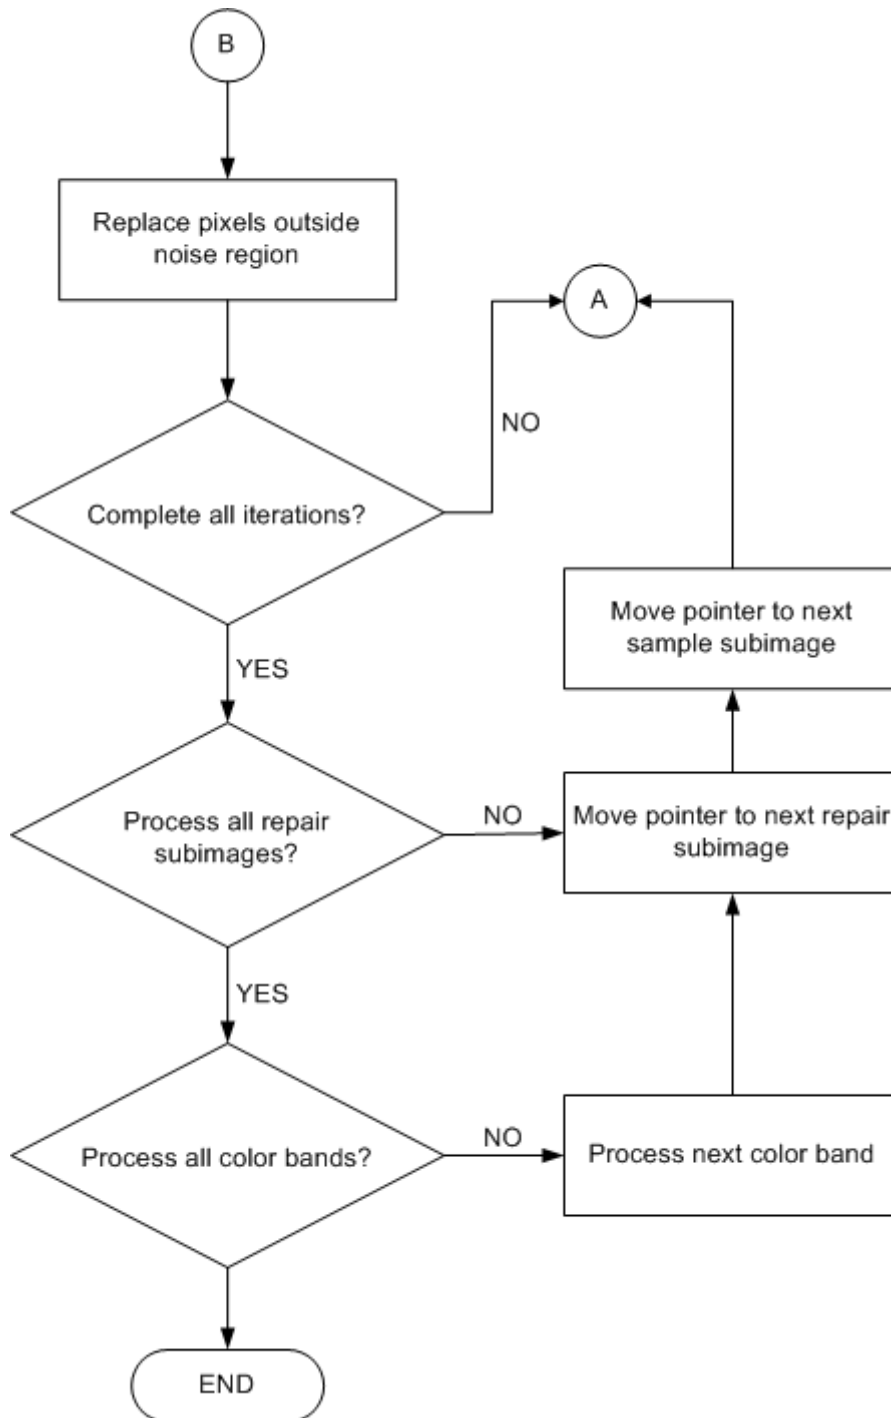 B
Replace pixels outside
noise region
A
NO
Complete all iterations?
Move pointer to next
sample subimage
YES
Process all repair
subimages?
NO
Move pointer to next repair
subimage
YES
Process all color bands?
NO
Process next color band
END